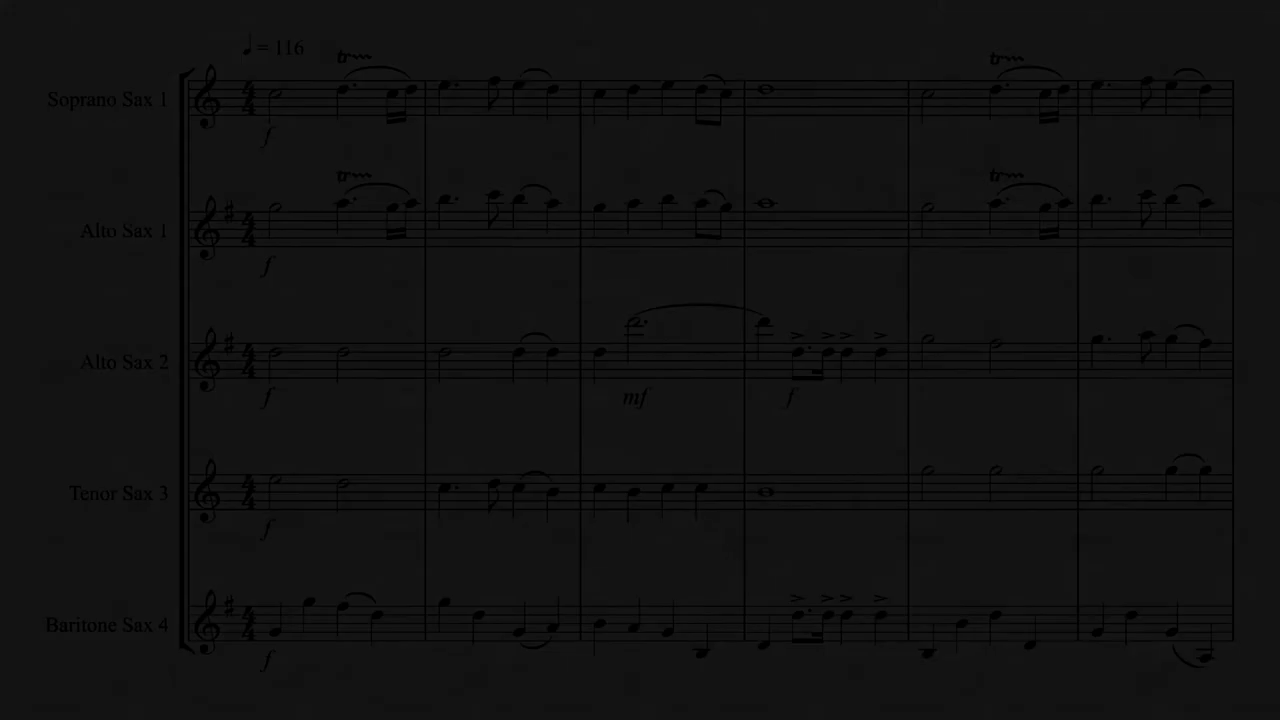 ♩ = 116
tr
tr
Soprano Sax 1
f
tr
tr
Alto Sax 1
f
Alto Sax 2
f mf f
Tenor Sax 3
f
Baritone Sax 4
f